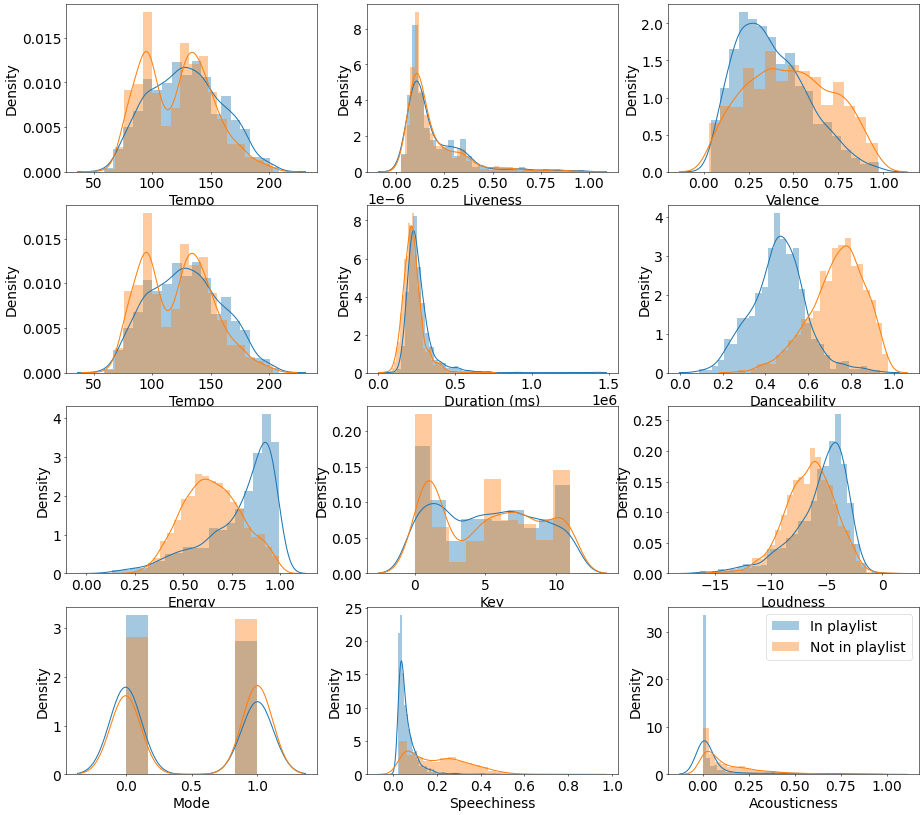 0.015
0.010
0.005
0.000
Density
50 100 150 200
Tempo
8
6
4
2
0
Density
0.00 0.25 0.50 0.75 1.00
Liveness
2.0
1.5
1.0
0.5
0.0
Density
0.00 0.25 0.50 0.75 1.00
Valence
0.015
0.010
0.005
0.000
Density
50 100 150 200
Tempo
1e−6
8
6
4
2
0
Density
0.0 0.5 1.0 1.5
Duration (ms)
1e6
4
3
2
1
0
Density
0.0 0.2 0.4 0.6 0.8 1.0
Danceability
4
3
2
1
0
Density
0.00 0.25 0.50 0.75 1.00
Energy
0.20
0.15
0.10
0.05
0.00
Density
0 5 10
Key
0.25
0.20
0.15
0.10
0.05
0.00
Density
−15 −10 −5 0
Loudness
3
2
1
0
Density
0.0 0.5 1.0
Mode
25
20
15
10
5
0
Density
0.0 0.2 0.4 0.6 0.8 1.0
Speechiness
30
20
10
0
Density
0.00 0.25 0.50 0.75 1.00
Acousticness
In playlist
Not in playlist